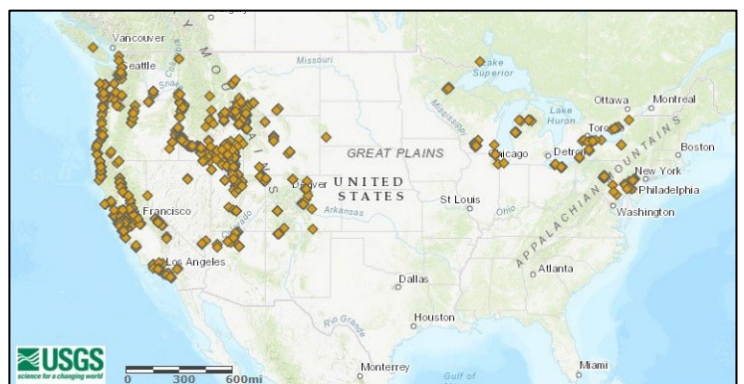 Vancouver
Seattle
Missouri
Lake
Superior
Ottawa
Montreal
Mississippi
Lake
Huron
Toronto
Boston
Chicago
Detroit
GREAT PLAINS
New York
Philadelphia
Denver
UNITED
STATES
St Louis
Ohio
Washington
APPALACHIAN MOUNTAINS
Francisco
Colorado
Arkansas
Los Angeles
Atlanta
Dallas
Rio Grande
Houston
USGS
science for a changing world
0 300 600mi
Monterrey
Gulf of
Miami